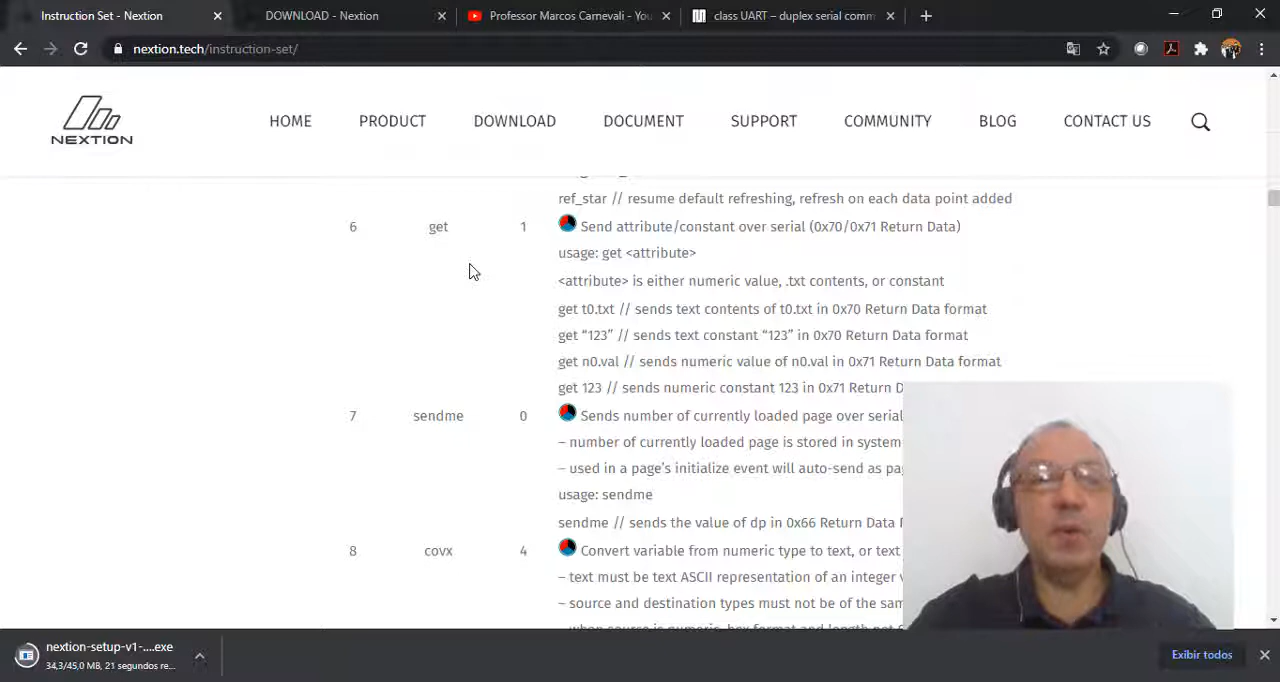 Instruction Set - Nextion
DOWNLOAD - Nextion
Professor Marcos Carnevali - You
class UART – duplex serial comm
nextion.tech/instruction-set/
NEXTION
HOME
PRODUCT
DOWNLOAD
DOCUMENT
SUPPORT
COMMUNITY
BLOG
CONTACT US
ref_star // resume default refreshing, refresh on each data point added
6 get 1 Send attribute/constant over serial (0x70/0x71 Return Data)
usage: get <attribute>
<attribute> is either numeric value, .txt contents, or constant
get t0.txt // sends text contents of t0.txt in 0x70 Return Data format
get “123” // sends text constant “123” in 0x70 Return Data format
get n0.val // sends numeric value of n0.val in 0x71 Return Data format
get 123 // sends numeric constant 123 in 0x71 Return D
7 sendme 0 Sends number of currently loaded page over serial
– number of currently loaded page is stored in system
– used in a page’s initialize event will auto-send as pa
usage: sendme
sendme // sends the value of dp in 0x66 Return Data
8 covx 4 Convert variable from numeric type to text, or text
– text must be text ASCII representation of an integer
– source and destination types must not be of the sam
nextion-setup-v1-....exe
34,3/45,0 MB, 21 segundos re...
Exibir todos